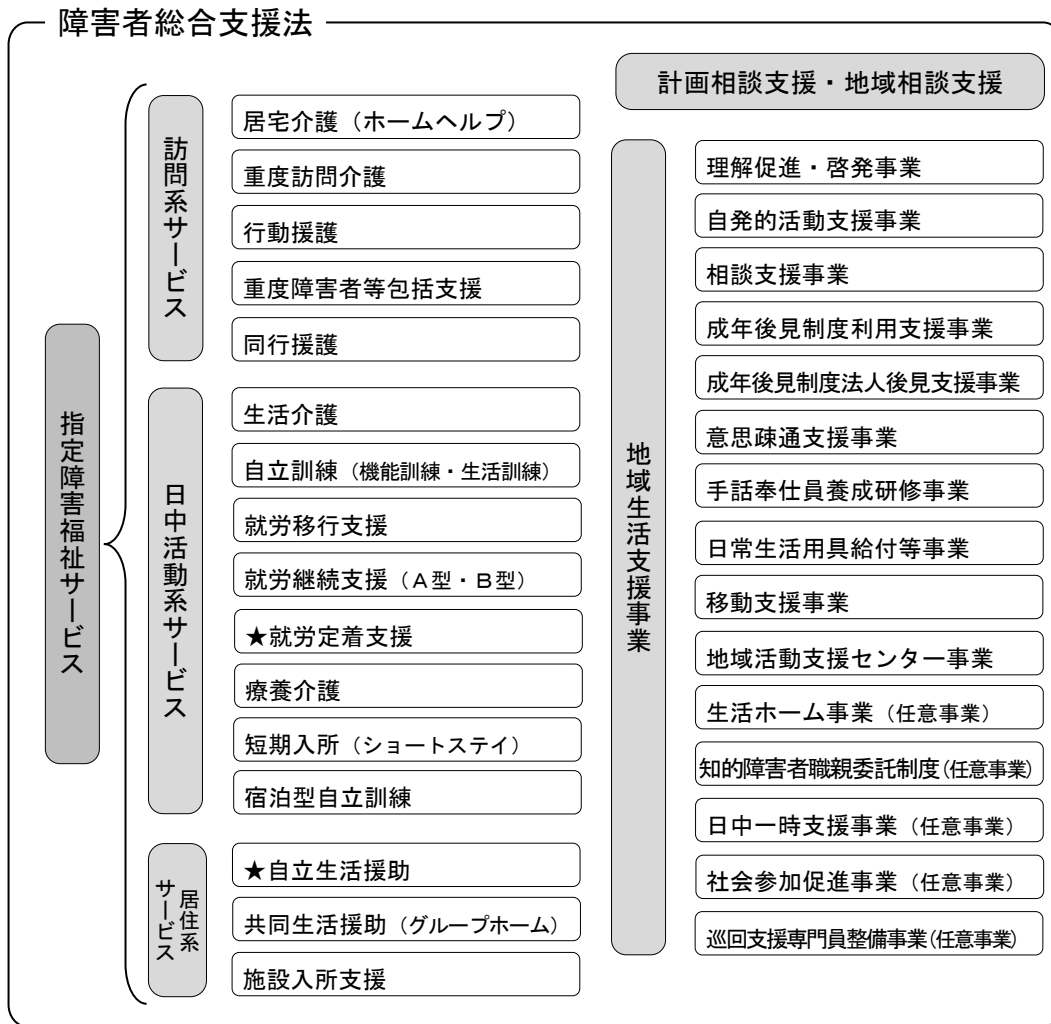 障害者総合支援法
指定障害福祉サービス
訪問系サービス
居宅介護（ホームヘルプ）
重度訪問介護
行動援護
重度障害者等包括支援
同行援護
日中活動系サービス
生活介護
自立訓練（機能訓練・生活訓練）
就労移行支援
就労継続支援（Ａ型・Ｂ型）
★就労定着支援
療養介護
短期入所（ショートステイ）
宿泊型自立訓練
居住系
サービス
★自立生活援助
共同生活援助（グループホーム）
施設入所支援
計画相談支援・地域相談支援
地域生活支援事業
理解促進・啓発事業
自発的活動支援事業
相談支援事業
成年後見制度利用支援事業
成年後見制度法人後見支援事業
意思疎通支援事業
手話奉仕員養成研修事業
日常生活用具給付等事業
移動支援事業
地域活動支援センター事業
生活ホーム事業（任意事業）
知的障害者職親委託制度(任意事業)
日中一時支援事業（任意事業）
社会参加促進事業（任意事業）
巡回支援専門員整備事業(任意事業)